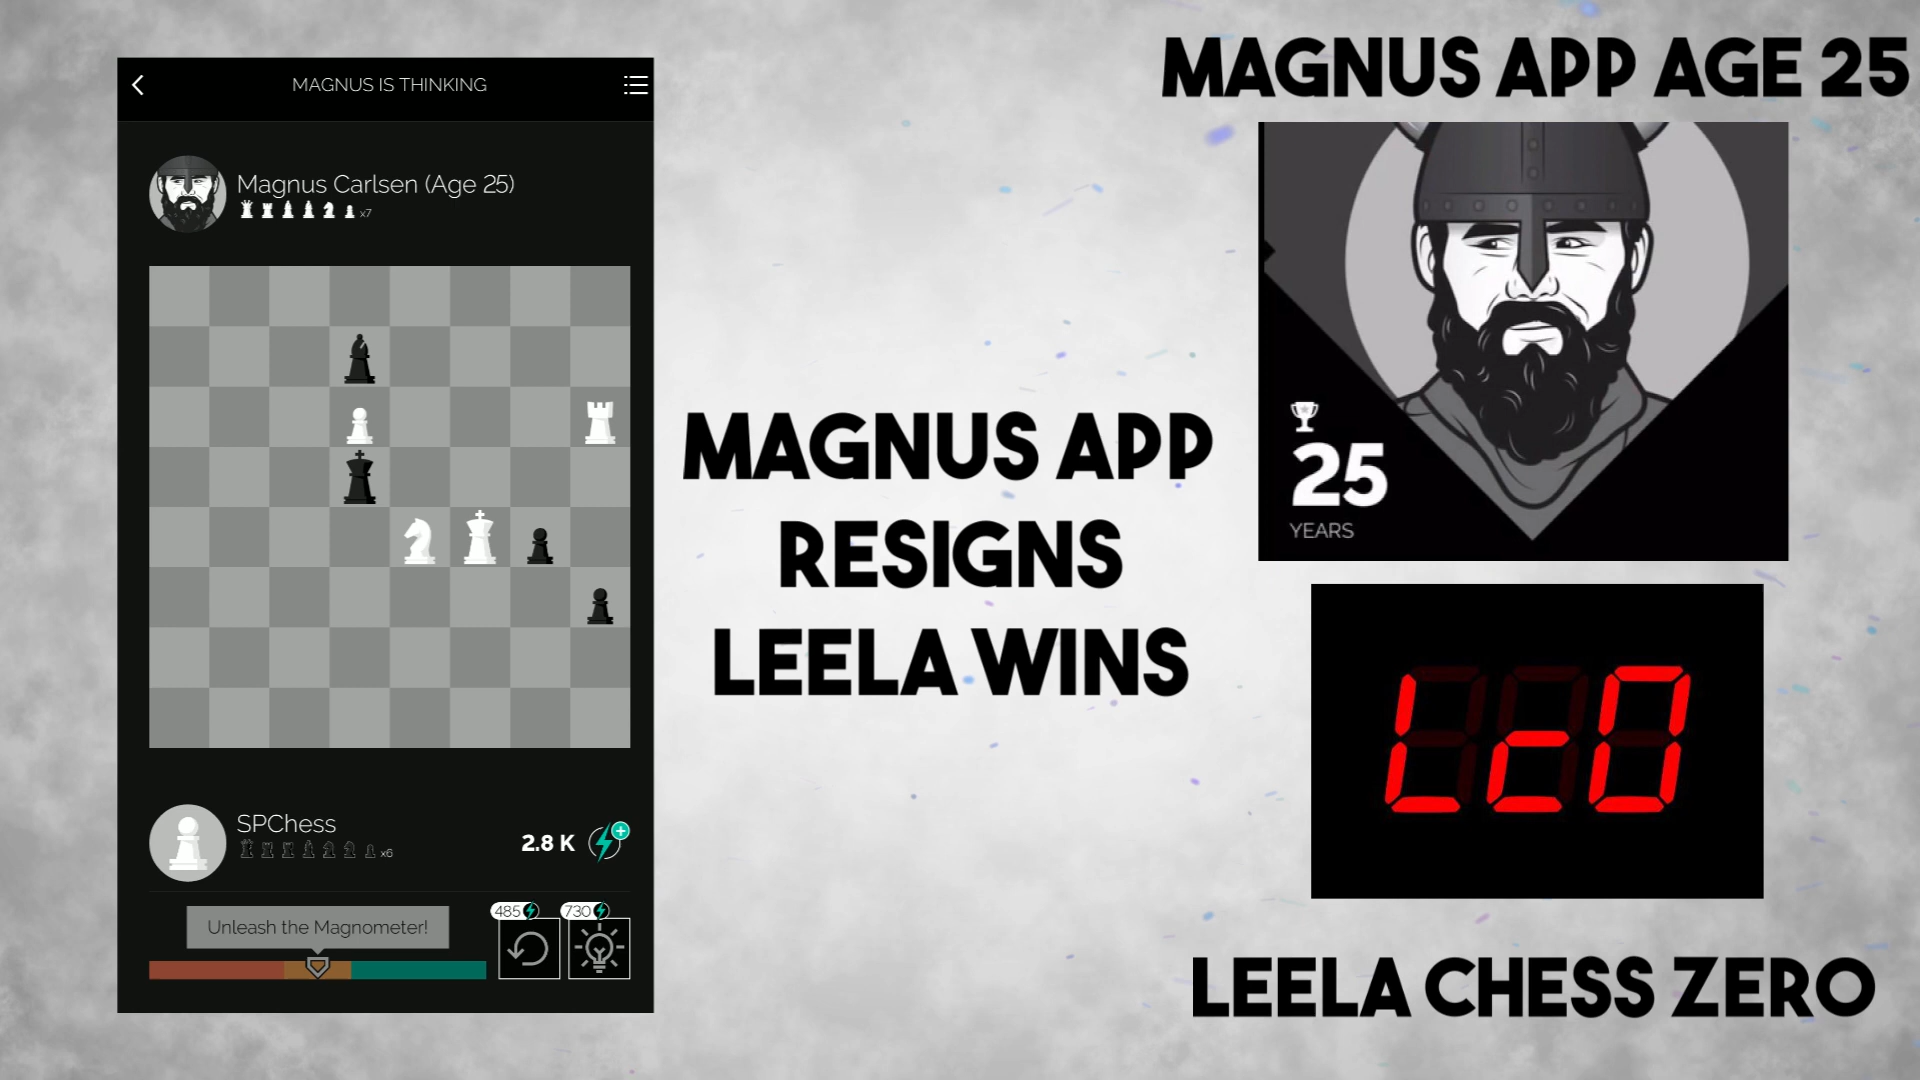 MAGNUS IS THINKING
Magnus Carlsen (Age 25)
x7
SPChess
x6
2.8 K
Unleash the Magnometer!
485
730
MAGNUS APP
RESIGNS
LEELA WINS
MAGNUS APP AGE 25
25
YEARS
Lc0
LEELA CHESS ZERO